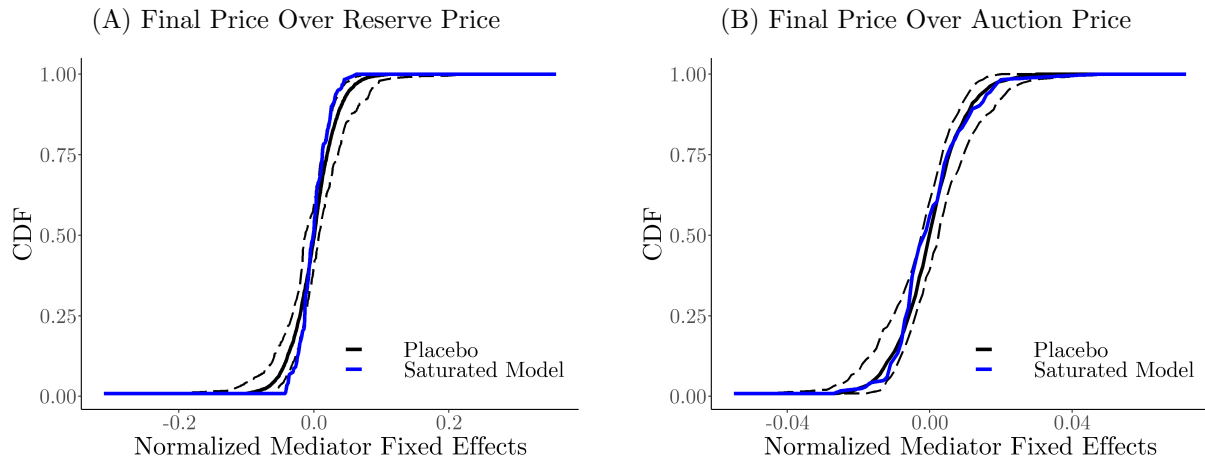 (A) Final Price Over Reserve Price
1.00
0.75
0.50
0.25
0.00
CDF
Placebo
Saturated Model
-0.2 0.0 0.2
Normalized Mediator Fixed Effects
(B) Final Price Over Auction Price
1.00
0.75
0.50
0.25
0.00
CDF
Placebo
Saturated Model
-0.04 0.00 0.04
Normalized Mediator Fixed Effects